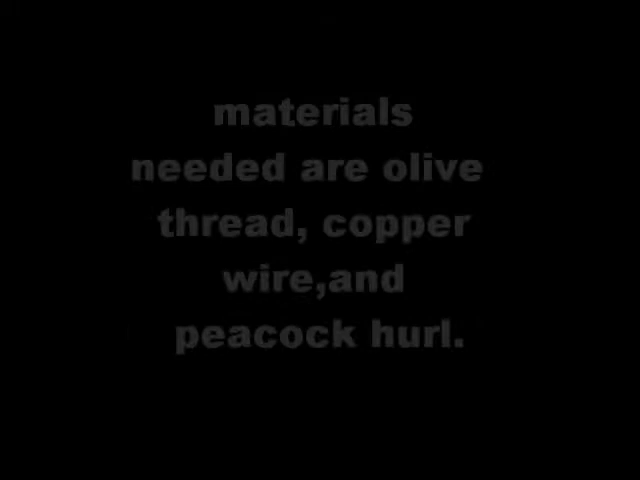 materials
needed are olive
thread, copper
wire,and
peacock hurl.